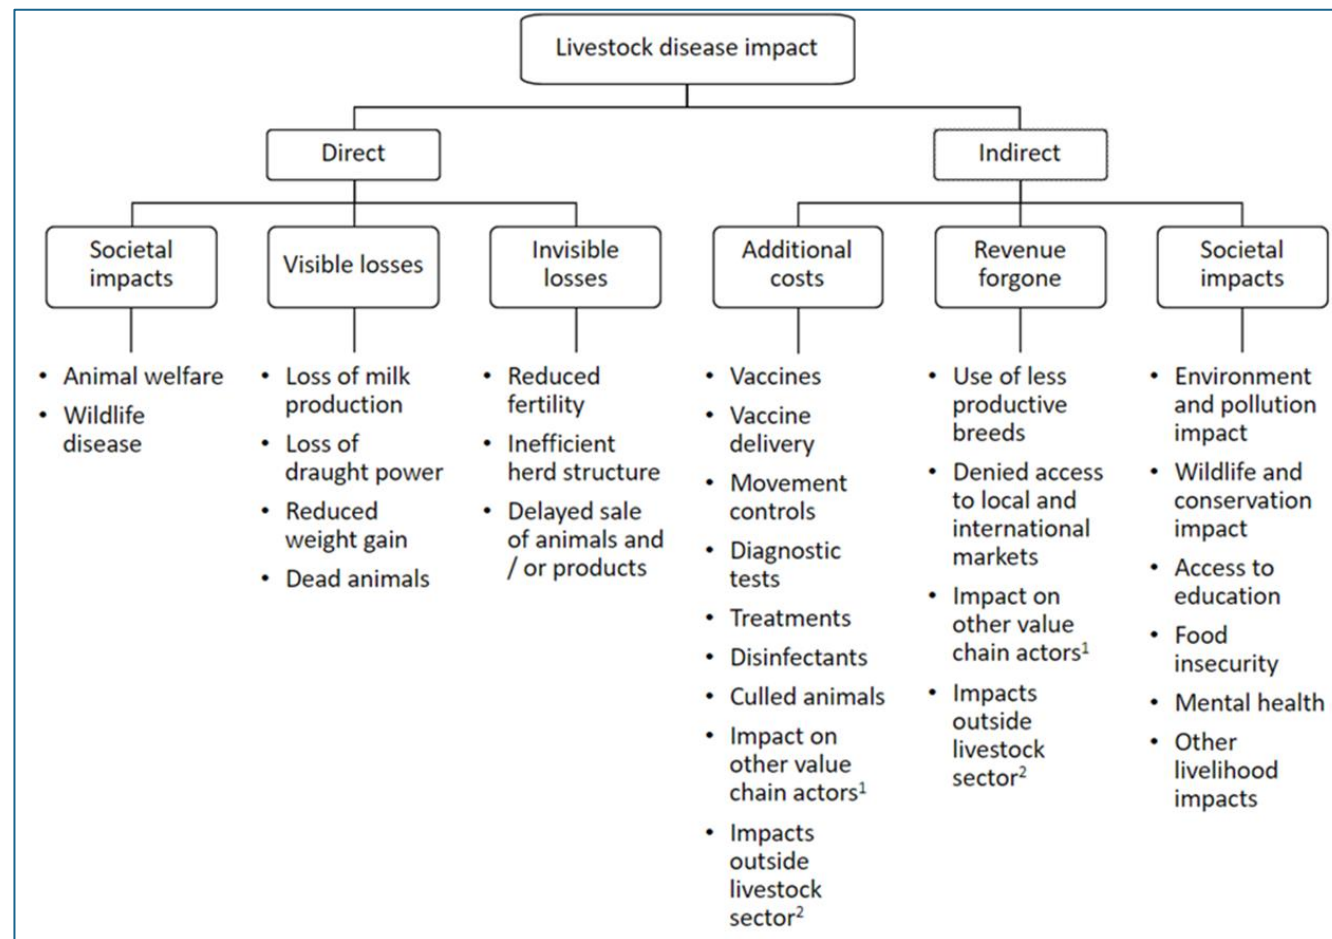 Livestock disease impact
Direct
Indirect
Societal
impacts
Visible losses
Invisible
losses
Additional
costs
Revenue
forgone
Societal
impacts
• Animal welfare
• Wildlife
disease
• Loss of milk
production
• Loss of
draught power
• Reduced
weight gain
• Dead animals
• Reduced
fertility
• Inefficient
herd structure
• Delayed sale
of animals and
/ or products
• Vaccines
• Vaccine
delivery
• Movement
controls
• Diagnostic
tests
• Treatments
• Disinfectants
• Culled animals
• Impact on
other value
chain actors¹
• Impacts
outside
livestock
sector²
• Use of less
productive
breeds
• Denied access
to local and
international
markets
• Impact on
other value
chain actors¹
• Impacts
outside
livestock
sector²
• Environment
and pollution
impact
• Wildlife and
conservation
impact
• Access to
education
• Food
insecurity
• Mental health
• Other
livelihood
impacts